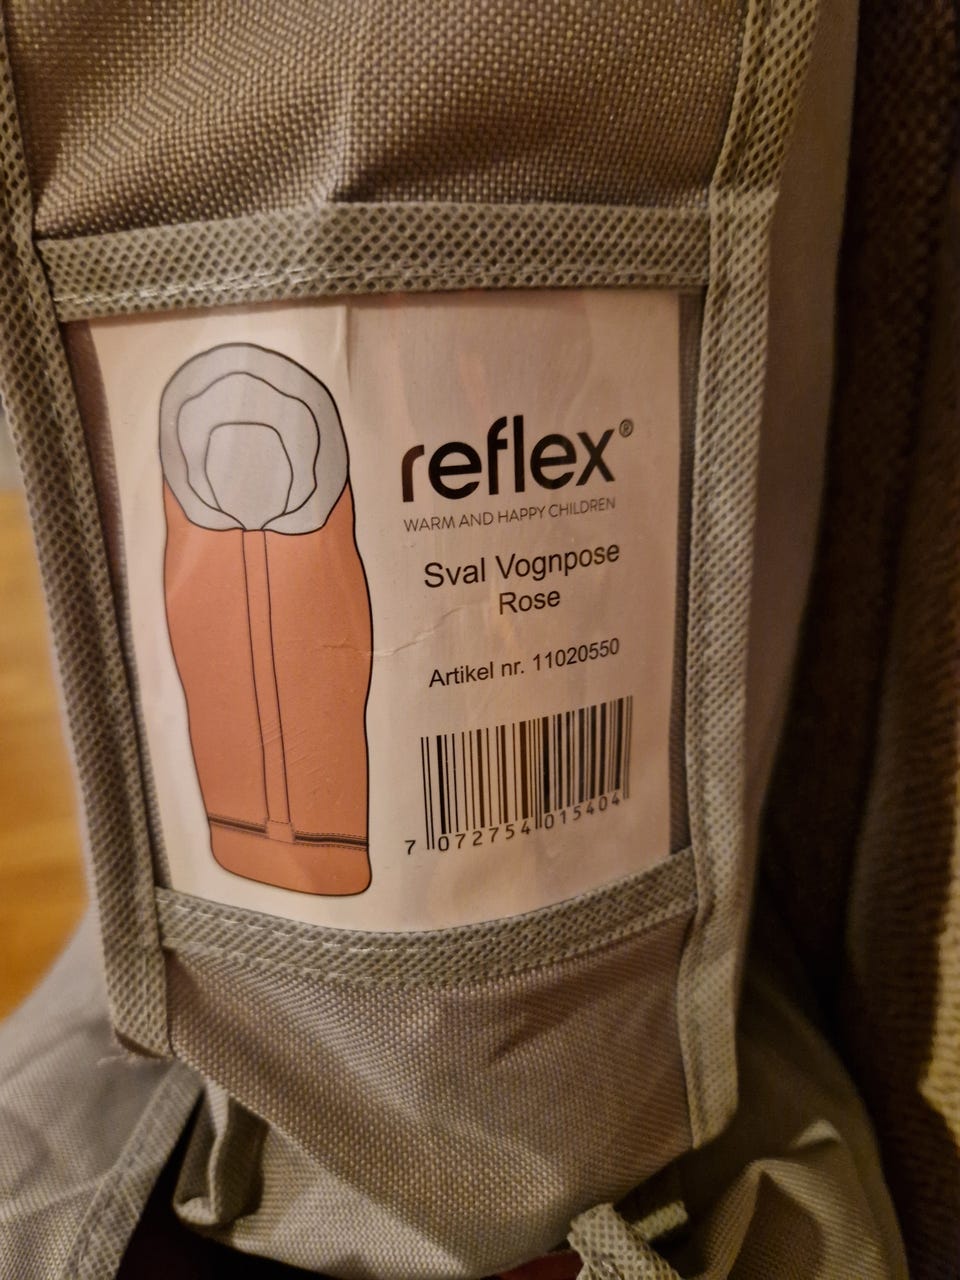 reflex®
WARM AND HAPPY CHILDREN
Sval Vognpose
Rose
Artikel nr. 11020550
7 072754 015404